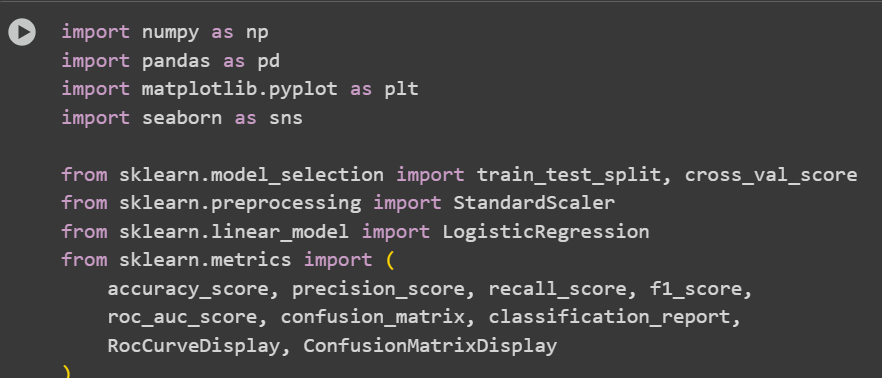 import numpy as np
import pandas as pd
import matplotlib.pyplot as plt
import seaborn as sns

from sklearn.model_selection import train_test_split, cross_val_score
from sklearn.preprocessing import StandardScaler
from sklearn.linear_model import LogisticRegression
from sklearn.metrics import (
    accuracy_score, precision_score, recall_score, f1_score,
    roc_auc_score, confusion_matrix, classification_report,
    RocCurveDisplay, ConfusionMatrixDisplay
)